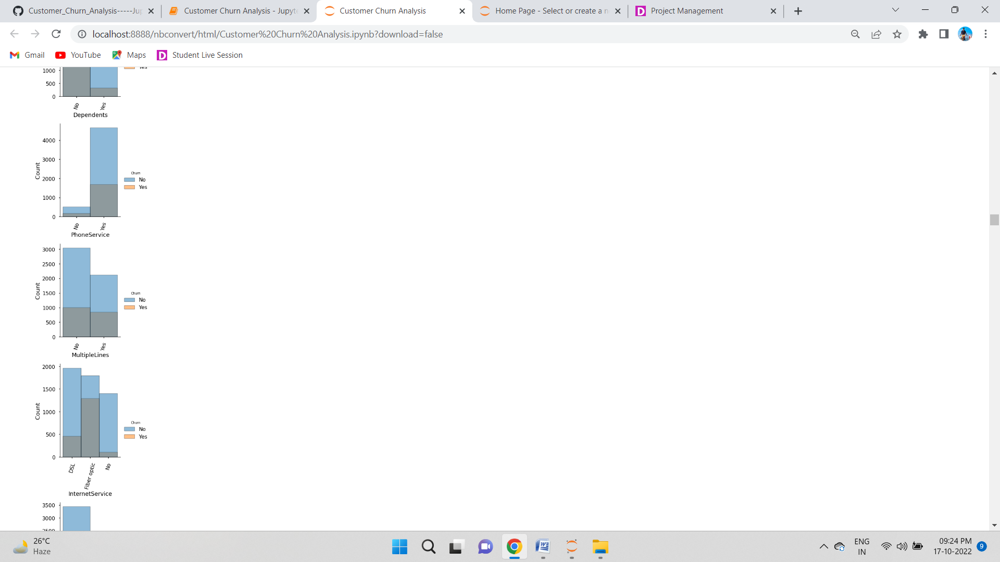 Customer_Churn_Analysis-----Ju
Customer Churn Analysis - Jupyt
Customer Churn Analysis
Home Page - Select or create a n
Project Management
localhost:8888/nbconvert/html/Customer%20Churn%20Analysis.ipynb?download=false
Gmail
YouTube
Maps
Student Live Session
Yes
1000
500
0
No
Yes
Dependents
4000
3000
2000
1000
0
Count
Churn
No
Yes
No
Yes
PhoneService
3000
2500
2000
1500
1000
500
0
Count
Churn
No
Yes
No
Yes
MultipleLines
2000
1500
1000
500
0
Count
Churn
No
Yes
DSL
Fiber optic
No
InternetService
3500
3000
2500
26°C
Haze
ENG
IN
09:24 PM
17-10-2022
9